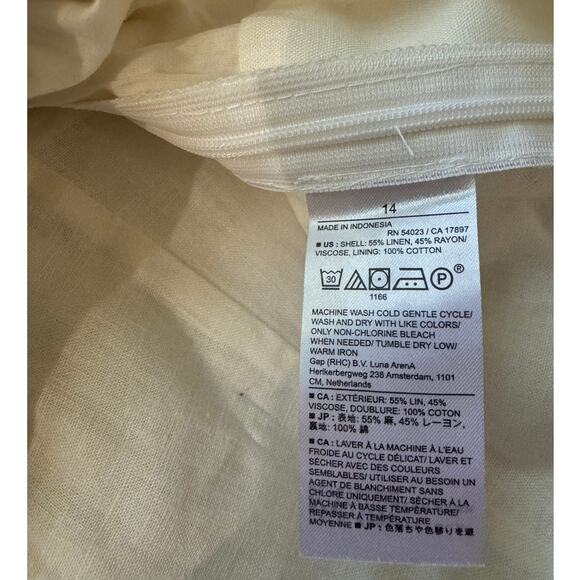 14
MADE IN INDONESIA
RN 54023 / CA 17897
■ US : SHELL: 55% LINEN, 45% RAYON/
VISCOSE, LINING: 100% COTTON
30 P ®
1166
MACHINE WASH COLD GENTLE CYCLE/
WASH AND DRY WITH LIKE COLORS/
ONLY NON-CHLORINE BLEACH
WHEN NEEDED/ TUMBLE DRY LOW/
WARM IRON
Gap (RHC) B.V. Luna ArenA
Herikerbergweg 238 Amsterdam, 1101
CM, Netherlands
■ CA : EXTÉRIEUR: 55% LIN, 45%
VISCOSE, DOUBLURE: 100% COTON
■ JP : 表地: 55% 麻, 45% レーヨン,
裏地: 100% 綿
■ CA : LAVER À LA MACHINE À L'EAU
FROIDE AU CYCLE DÉLICAT/ LAVER ET
SÉCHER AVEC DES COULEURS
SEMBLABLES/ UTILISER AU BESOIN UN
AGENT DE BLANCHIMENT SANS
CHLORE UNIQUEMENT/ SÉCHER À LA
MACHINE À BASSE TEMPÉRATURE/
REPASSER À TEMPÉRATURE
MOYENNE ■ JP : 色落ちや色移りを避